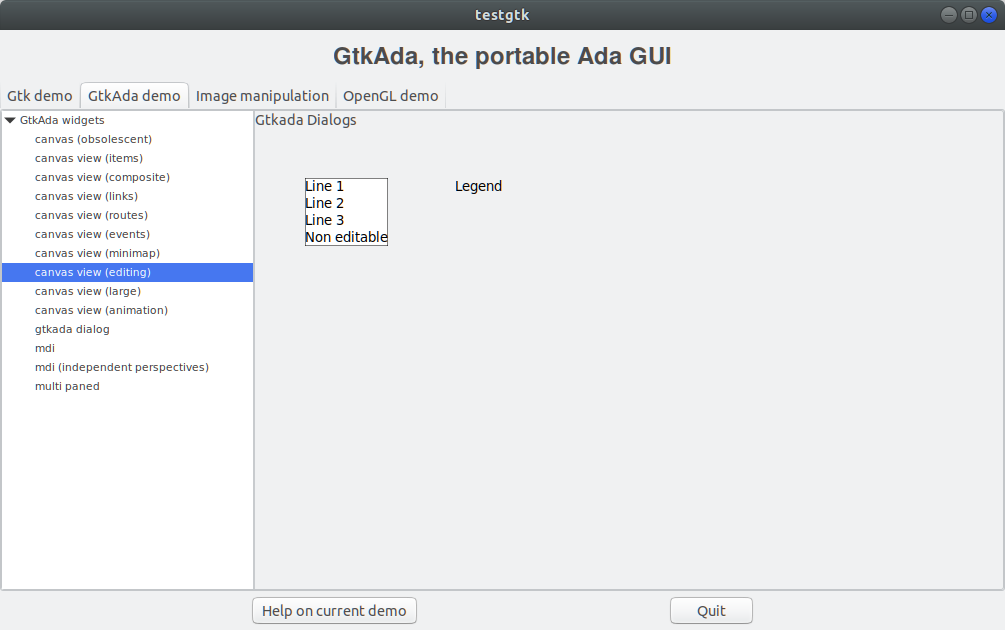 testgtk
GtkAda, the portable Ada GUI
Gtk demo GtkAda demo Image manipulation OpenGL demo
GtkAda widgets
canvas (obsolescent)
canvas view (items)
canvas view (composite)
canvas view (links)
canvas view (routes)
canvas view (events)
canvas view (minimap)
canvas view (editing)
canvas view (large)
canvas view (animation)
gtkada dialog
mdi
mdi (independent perspectives)
multi paned
Gtkada Dialogs
Line 1
Line 2
Line 3
Non editable
Legend
Help on current demo Quit